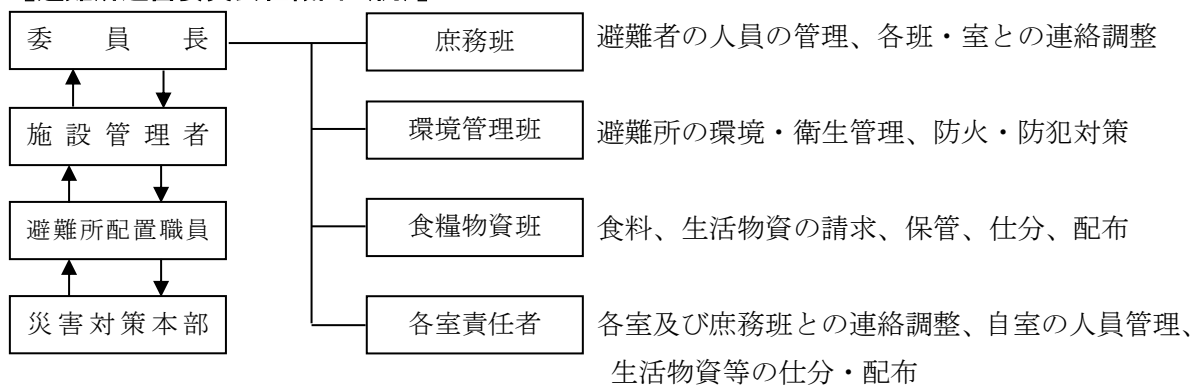 委員長
庶務班
避難者の人員の管理、各班・室との連絡調整
施設管理者
環境管理班
避難所の環境・衛生管理、防火・防犯対策
避難所配置職員
食糧物資班
食料、生活物資の請求、保管、仕分、配布
災害対策本部
各室責任者
各室及び庶務班との連絡調整、自室の人員管理、
生活物資等の仕分・配布